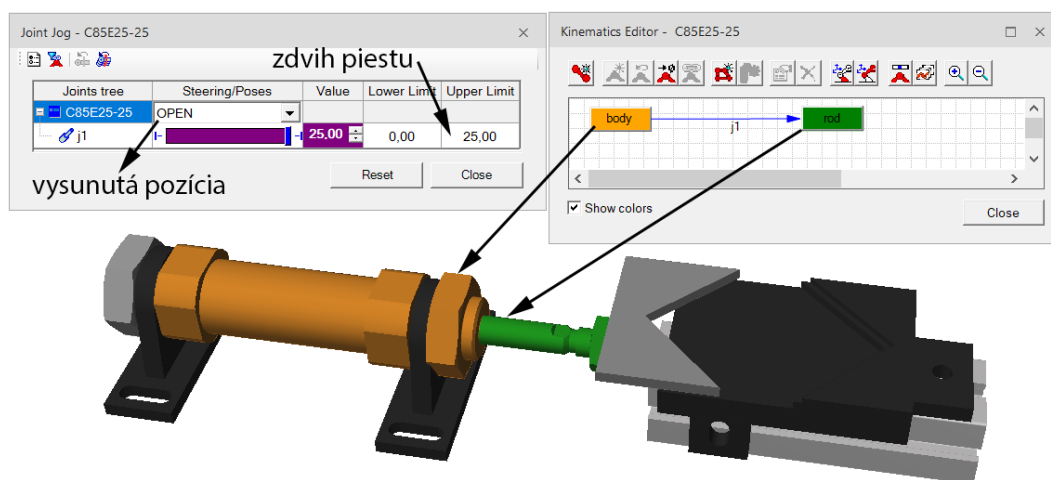 Joint Jog - C85E25-25
zdvih piestu
Joints tree Steering/Poses Value Lower Limit Upper Limit
C85E25-25 OPEN
j1 25,00 0,00 25,00
vysunutá pozícia
Reset Close
Kinematics Editor - C85E25-25
body j1 rod
Show colors
Close